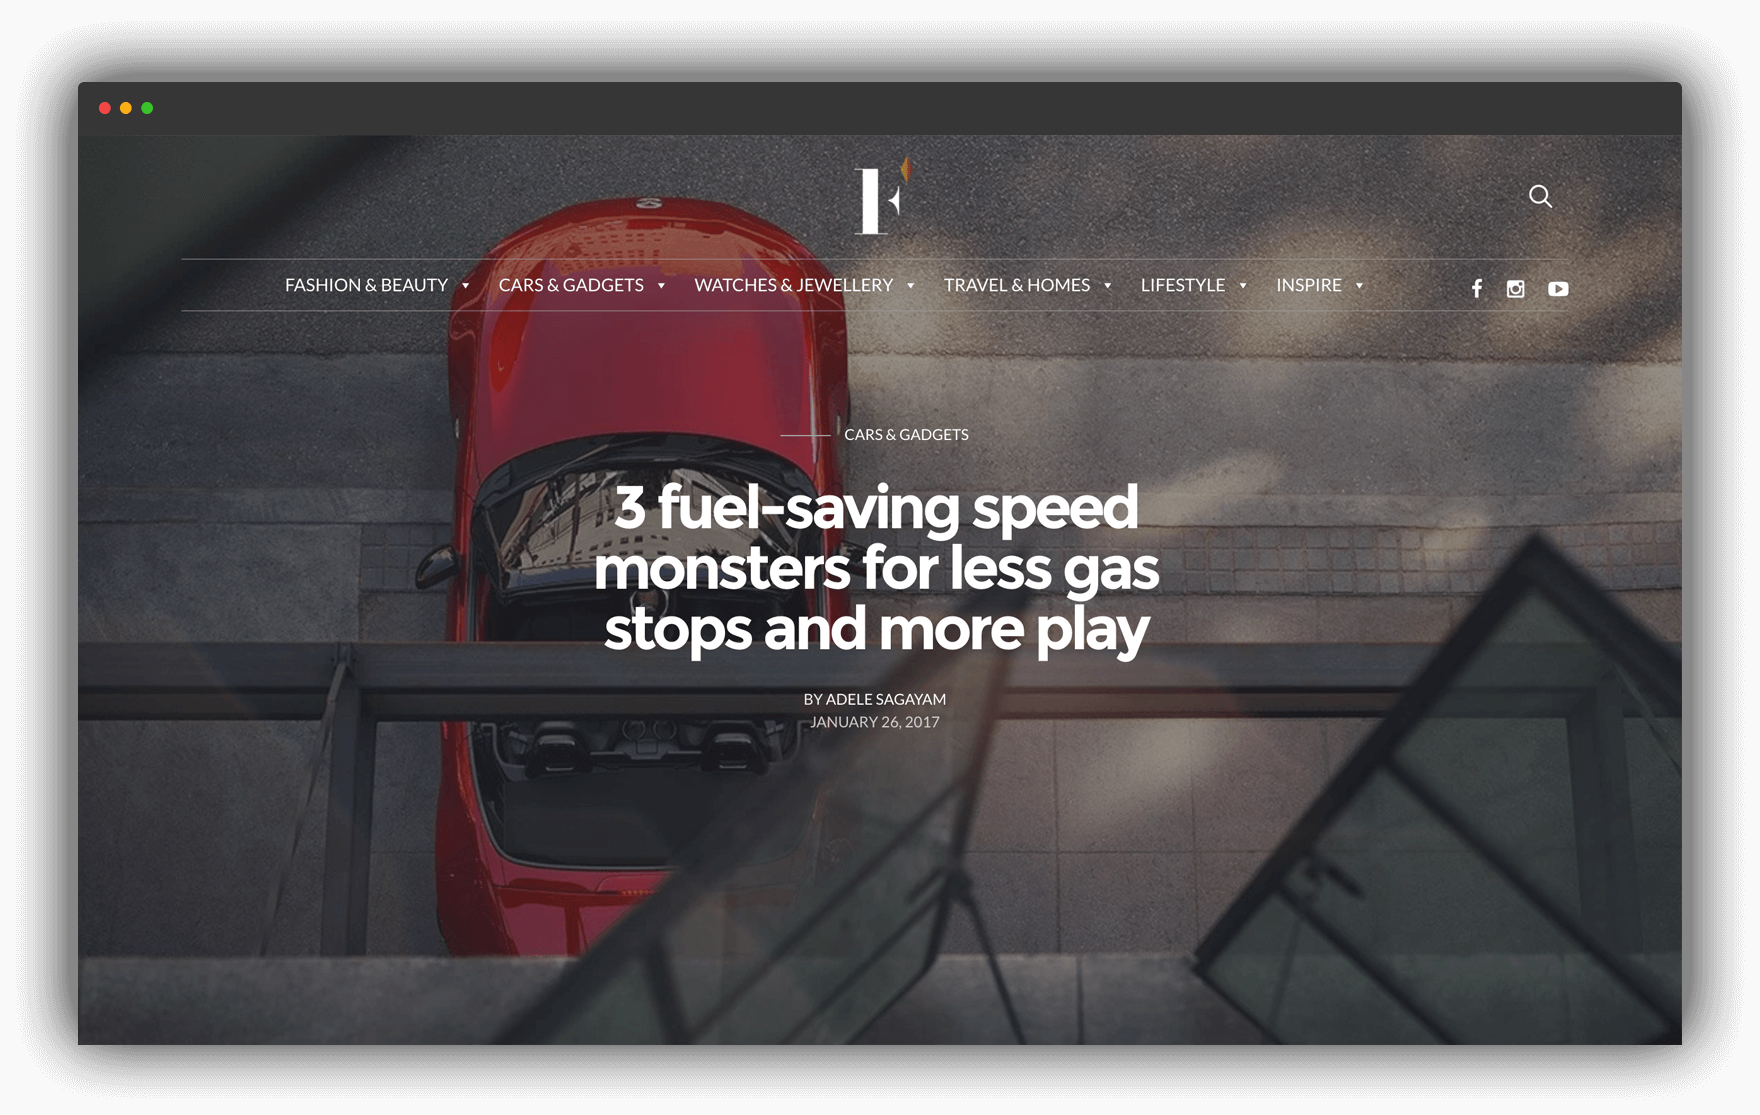 F
FASHION & BEAUTY CARS & GADGETS WATCHES & JEWELLERY TRAVEL & HOMES LIFESTYLE INSPIRE
CARS & GADGETS
3 fuel-saving speed
monsters for less gas
stops and more play
BY ADELE SAGAYAM
JANUARY 26, 2017